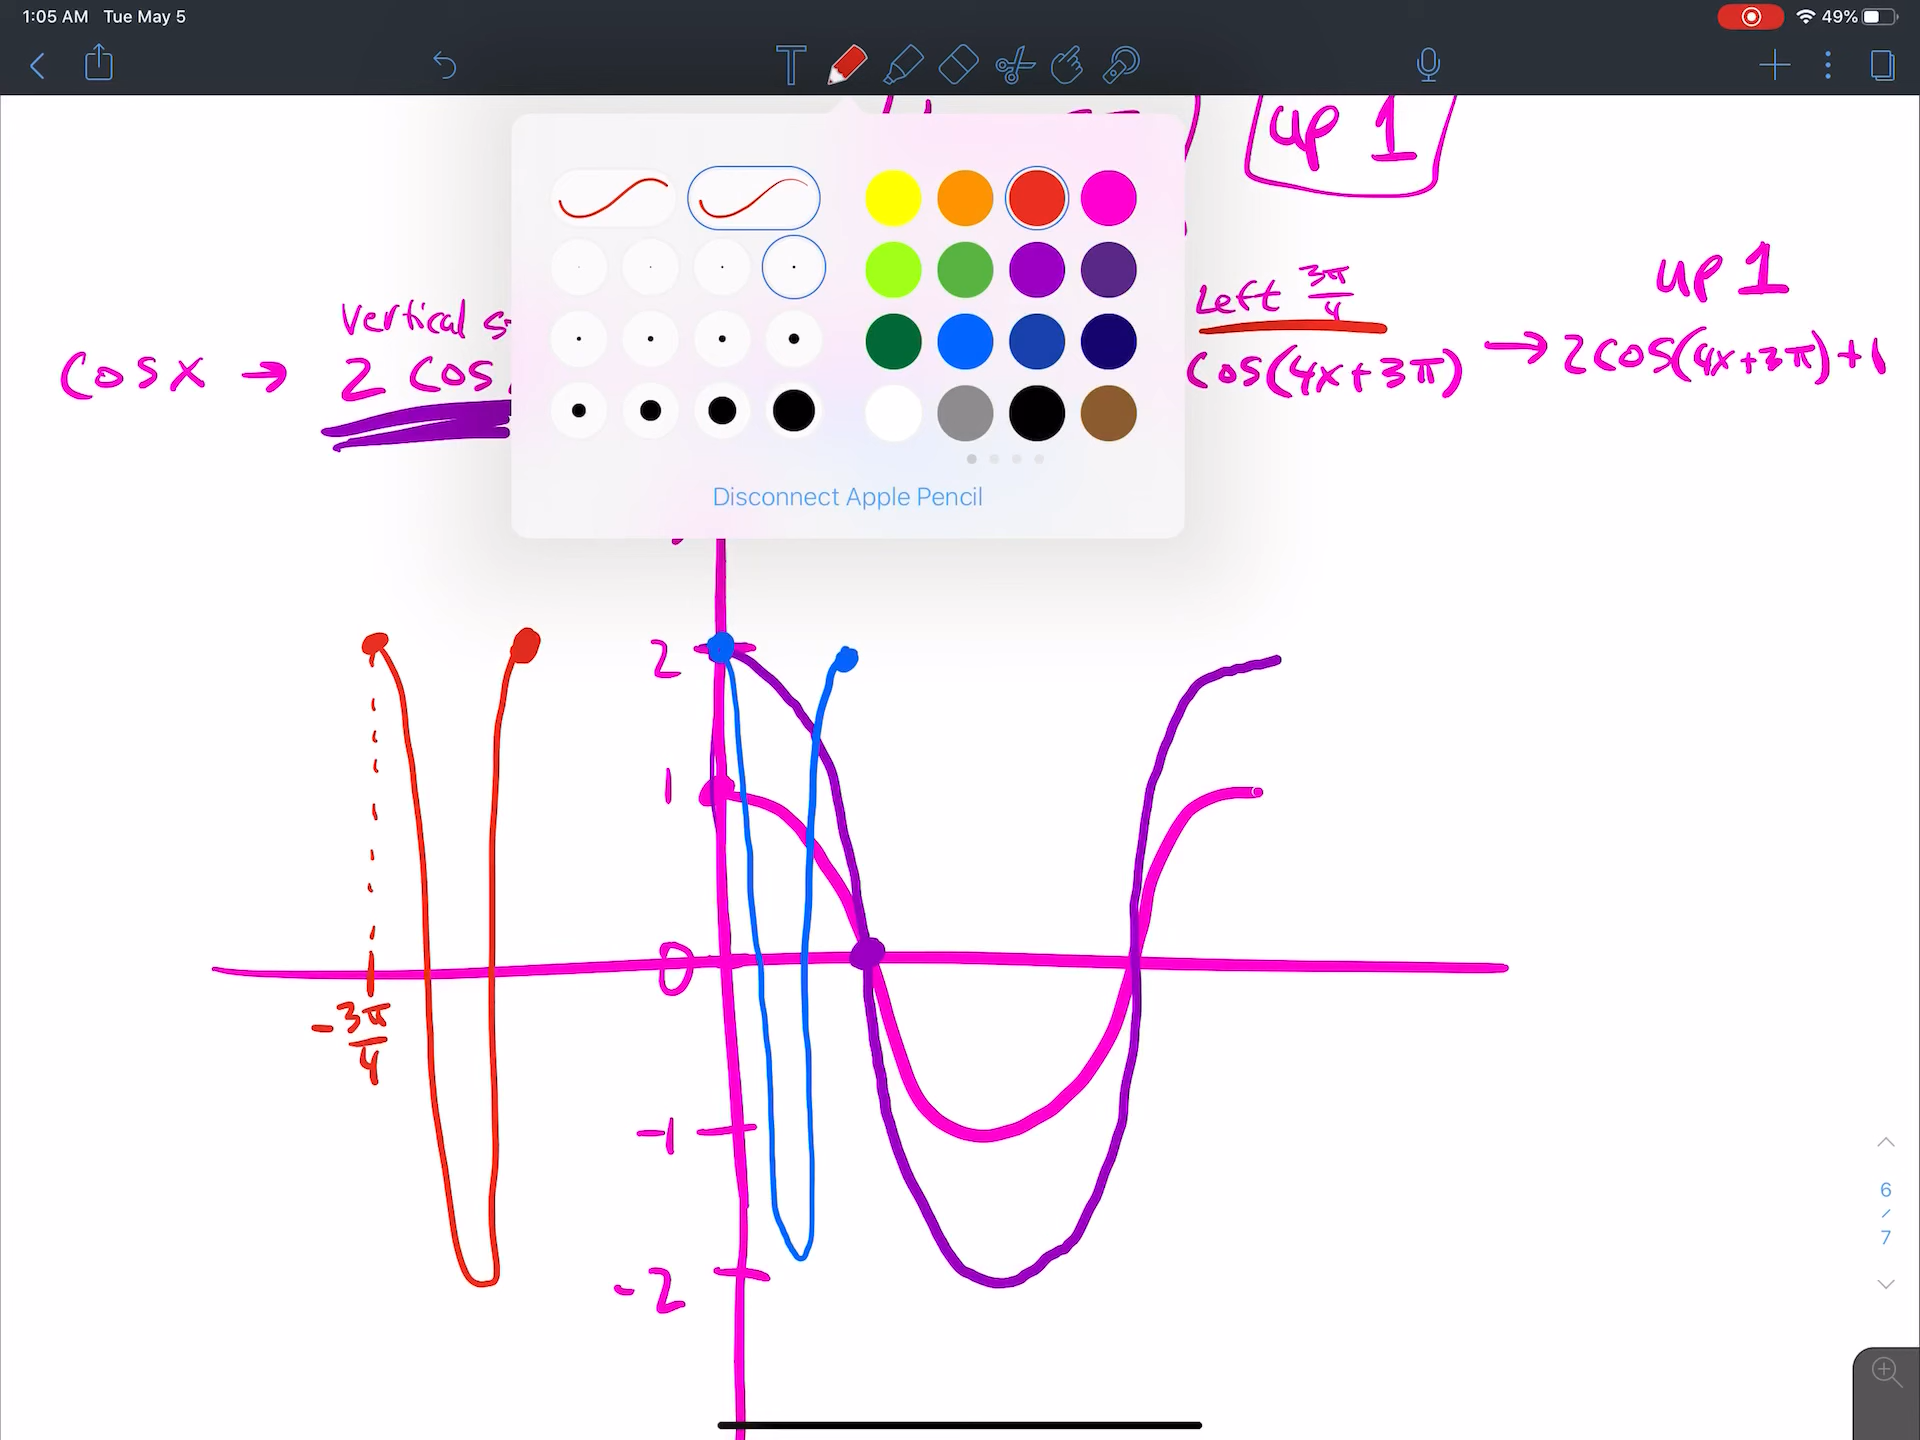 1:05 AM Tue May 5
49%
T
up 1
Disconnect Apple Pencil
Vertical
Left 3π/4
up 1
cos x → 2 cos
cos(4x+3π) → 2cos(4x+3π)+1
2
1
0
-3π/4
-1
-2
6
/
7